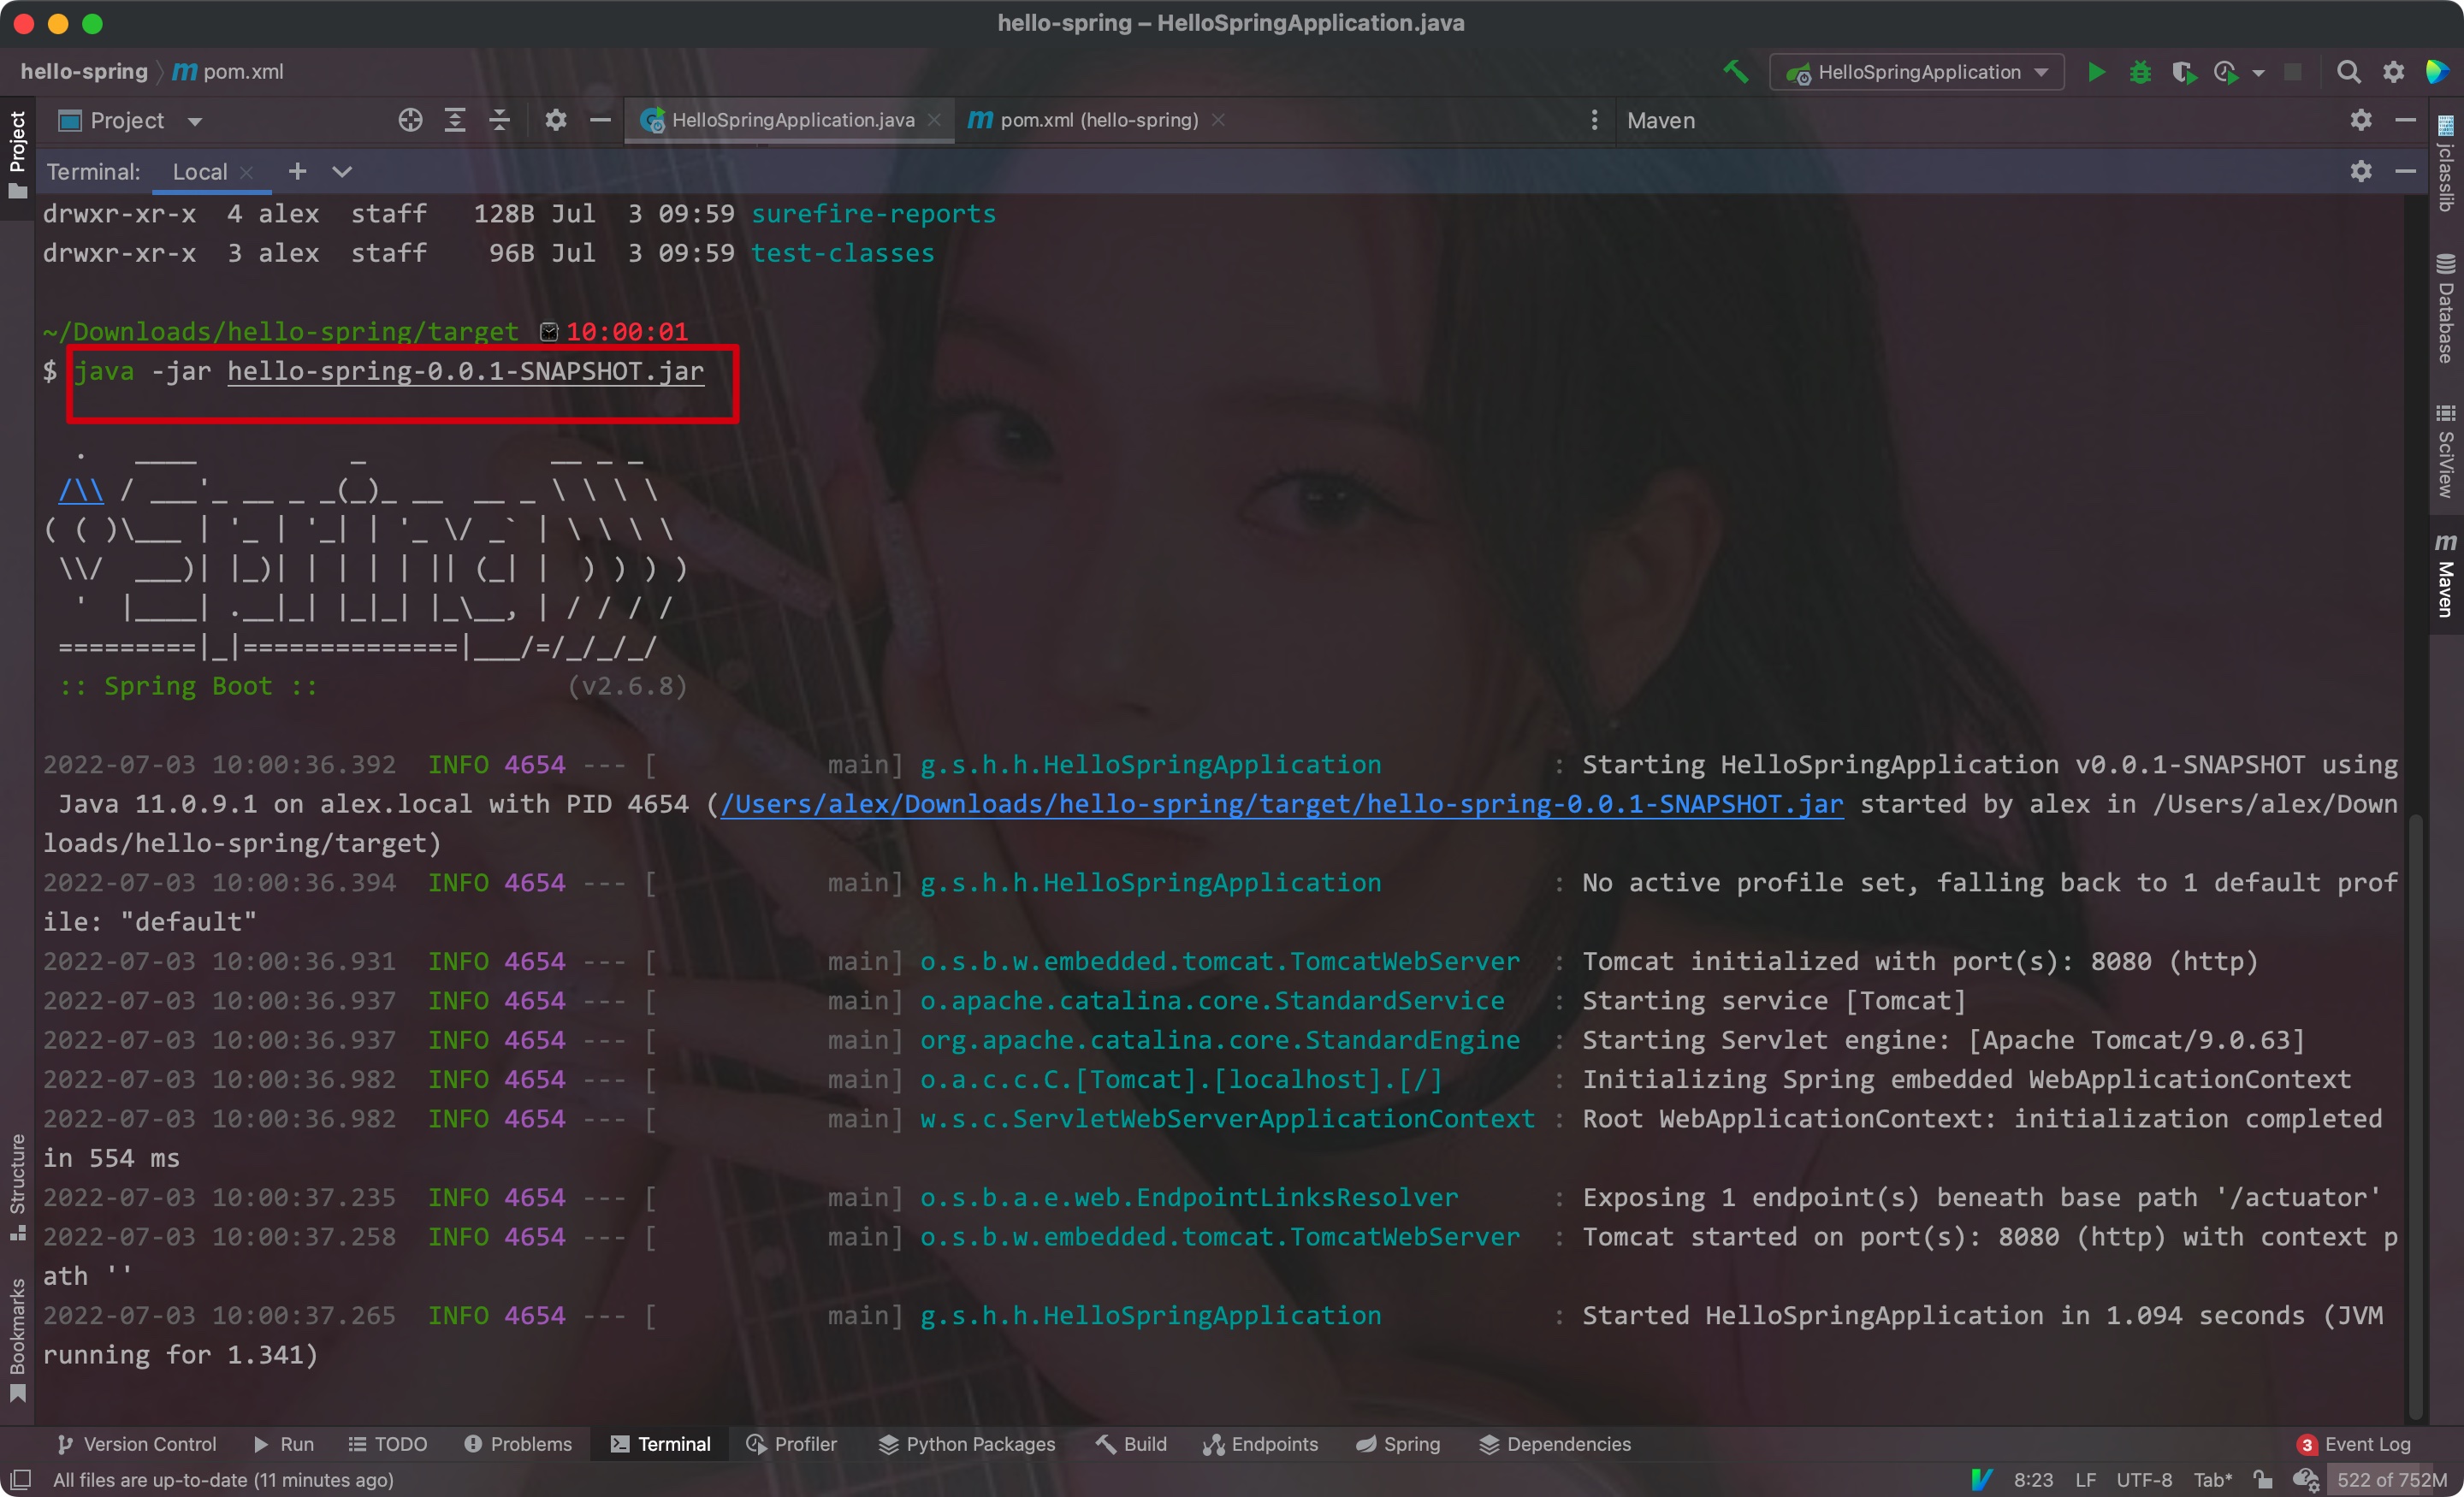 hello-spring – HelloSpringApplication.java
hello-spring pom.xml
HelloSpringApplication
Project
HelloSpringApplication.java
pom.xml (hello-spring)
Maven
Terminal: Local
drwxr-xr-x  4 alex  staff   128B Jul  3 09:59 surefire-reports
drwxr-xr-x  3 alex  staff    96B Jul  3 09:59 test-classes
~/Downloads/hello-spring/target 10:00:01
$ java -jar hello-spring-0.0.1-SNAPSHOT.jar
  .   ____          _            __ _ _
 /\\ / ___'_ __ _ _(_)_ __  __ _ \ \ \ \
( ( )\___ | '_ | '_| | '_ \/ _` | \ \ \ \
 \\/  ___)| |_)| | | | | || (_| |  ) ) ) )
  '  |____| .__|_| |_|_| |_\__, | / / / /
 =========|_|==============|___/=/_/_/_/
 :: Spring Boot ::                (v2.6.8)
2022-07-03 10:00:36.392  INFO 4654 --- [           main] g.s.h.h.HelloSpringApplication           : Starting HelloSpringApplication v0.0.1-SNAPSHOT using
 Java 11.0.9.1 on alex.local with PID 4654 (/Users/alex/Downloads/hello-spring/target/hello-spring-0.0.1-SNAPSHOT.jar started by alex in /Users/alex/Down
loads/hello-spring/target)
2022-07-03 10:00:36.394  INFO 4654 --- [           main] g.s.h.h.HelloSpringApplication           : No active profile set, falling back to 1 default prof
ile: "default"
2022-07-03 10:00:36.931  INFO 4654 --- [           main] o.s.b.w.embedded.tomcat.TomcatWebServer  : Tomcat initialized with port(s): 8080 (http)
2022-07-03 10:00:36.937  INFO 4654 --- [           main] o.apache.catalina.core.StandardService   : Starting service [Tomcat]
2022-07-03 10:00:36.937  INFO 4654 --- [           main] org.apache.catalina.core.StandardEngine  : Starting Servlet engine: [Apache Tomcat/9.0.63]
2022-07-03 10:00:36.982  INFO 4654 --- [           main] o.a.c.c.C.[Tomcat].[localhost].[/]       : Initializing Spring embedded WebApplicationContext
2022-07-03 10:00:36.982  INFO 4654 --- [           main] w.s.c.ServletWebServerApplicationContext : Root WebApplicationContext: initialization completed
in 554 ms
2022-07-03 10:00:37.235  INFO 4654 --- [           main] o.s.b.a.e.web.EndpointLinksResolver      : Exposing 1 endpoint(s) beneath base path '/actuator'
2022-07-03 10:00:37.258  INFO 4654 --- [           main] o.s.b.w.embedded.tomcat.TomcatWebServer  : Tomcat started on port(s): 8080 (http) with context p
ath ''
2022-07-03 10:00:37.265  INFO 4654 --- [           main] g.s.h.h.HelloSpringApplication           : Started HelloSpringApplication in 1.094 seconds (JVM
running for 1.341)
Project
Structure
Bookmarks
jclasslib
Database
SciView
Maven
Version Control Run TODO Problems Terminal Profiler Python Packages Build Endpoints Spring Dependencies 3 Event Log
All files are up-to-date (11 minutes ago) 8:23 LF UTF-8 Tab* 522 of 752M